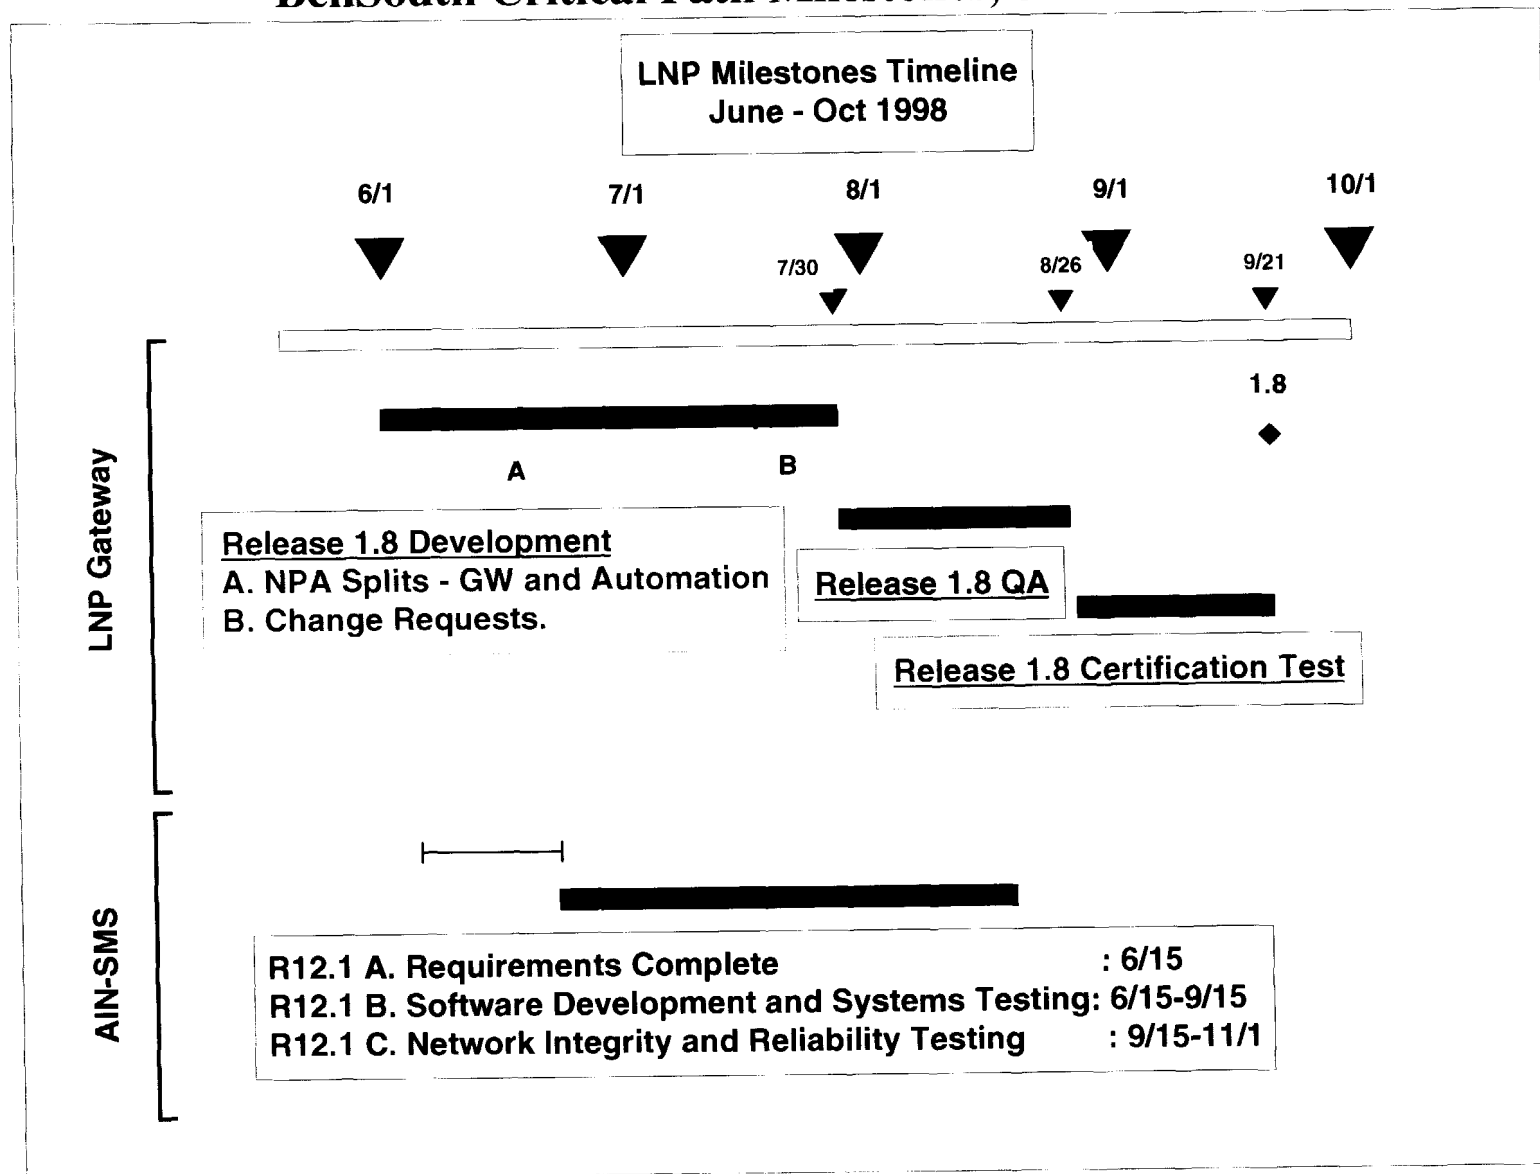 LNP Milestones Timeline
June - Oct 1998
6/1
7/1
8/1
9/1
10/1
7/30
8/26
9/21
LNP Gateway
1.8
A
B
Release 1.8 Development
A. NPA Splits - GW and Automation
B. Change Requests.
Release 1.8 QA
Release 1.8 Certification Test
AIN-SMS
R12.1 A. Requirements Complete : 6/15
R12.1 B. Software Development and Systems Testing: 6/15-9/15
R12.1 C. Network Integrity and Reliability Testing : 9/15-11/1